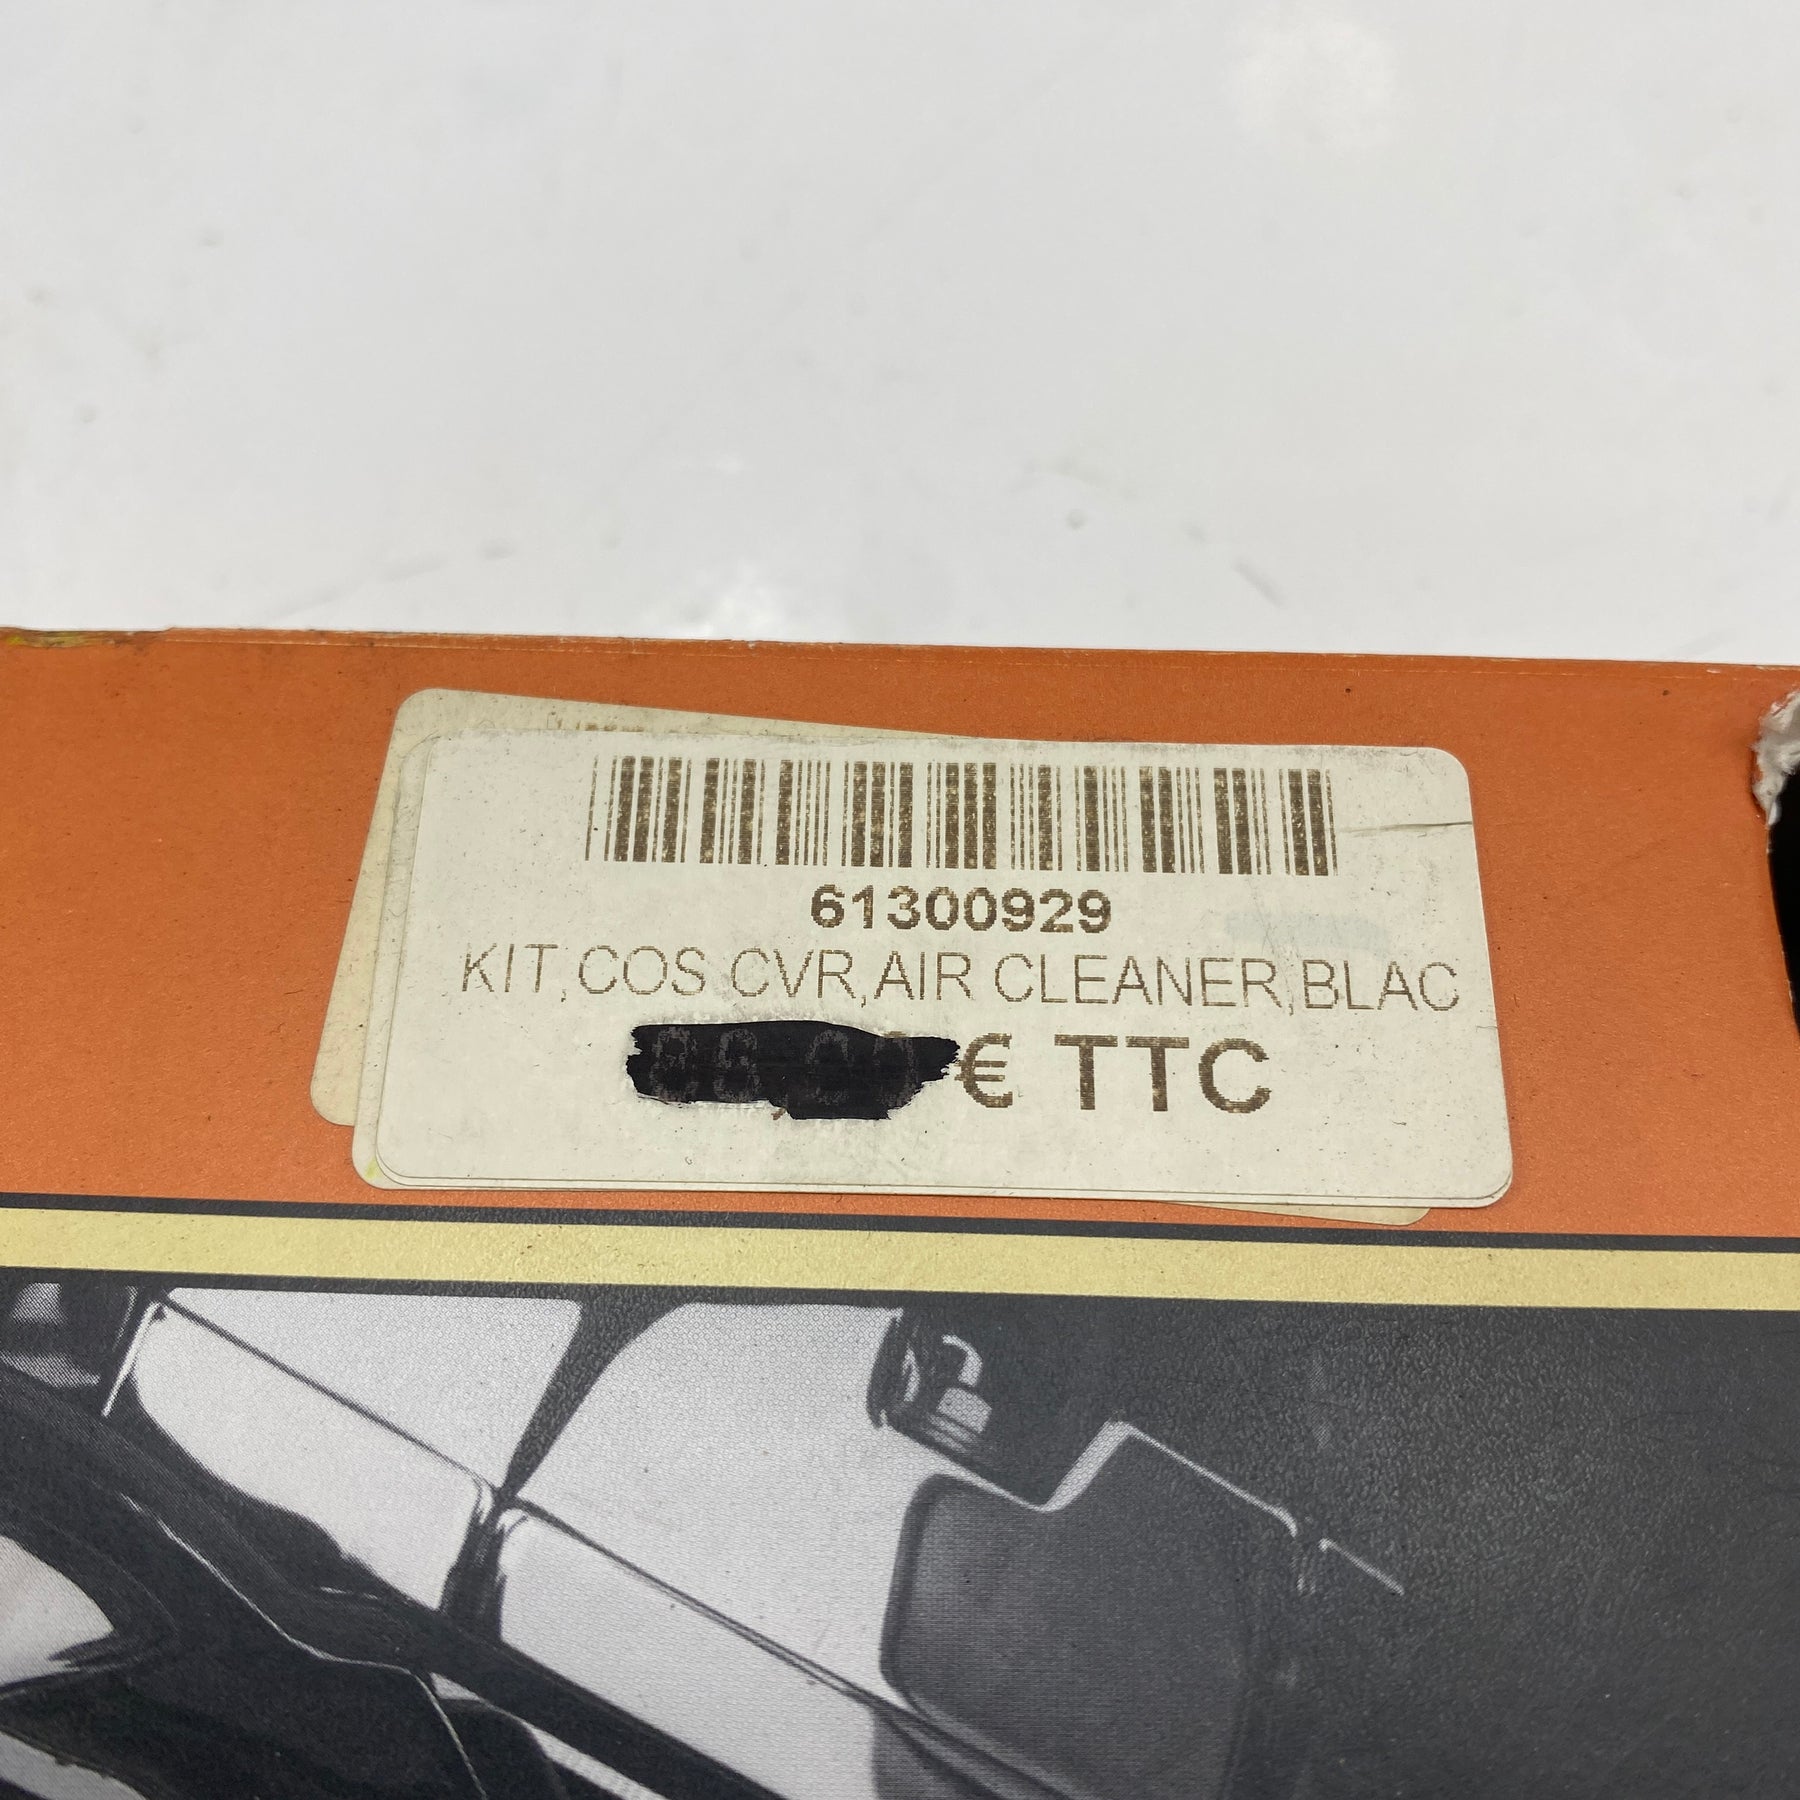 61300929
KIT,COS CVR,AIR CLEANER,BLAC
€ TTC